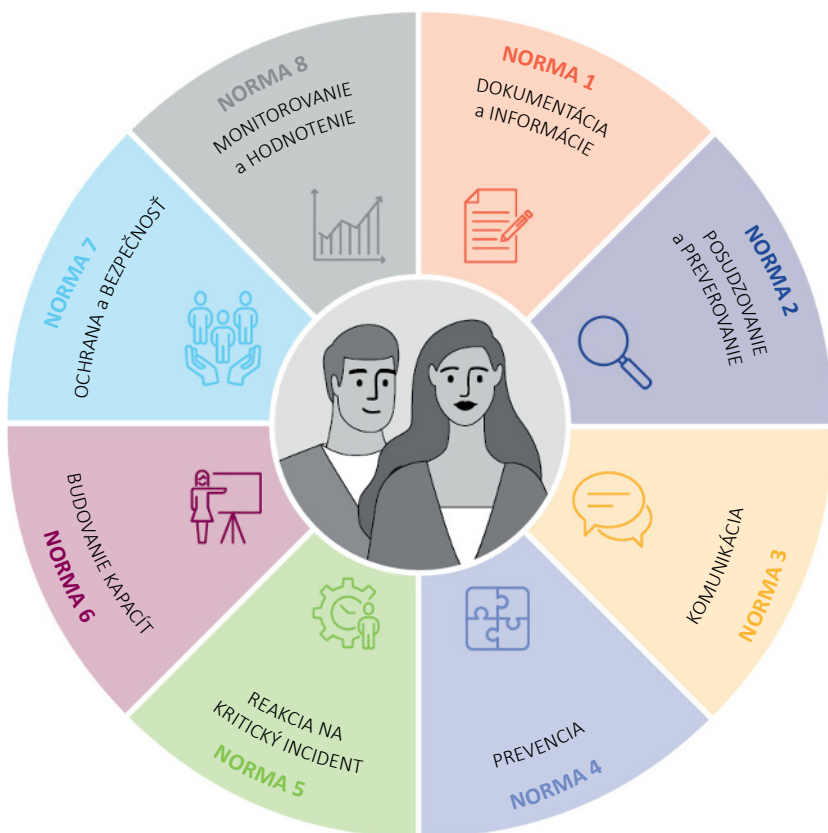 NORMA 1
DOKUMENTÁCIA
a INFORMÁCIE
NORMA 2
POSUDZOVANIE
a PREVEROVANIE
KOMUNIKÁCIA
NORMA 3
PREVENCIA
NORMA 4
REAKCIA NA
KRITICKÝ INCIDENT
NORMA 5
BUDOVANIE KAPACÍT
NORMA 6
NORMA 7
OCHRANA a BEZPEČNOSŤ
NORMA 8
MONITOROVANIE
a HODNOTENIE